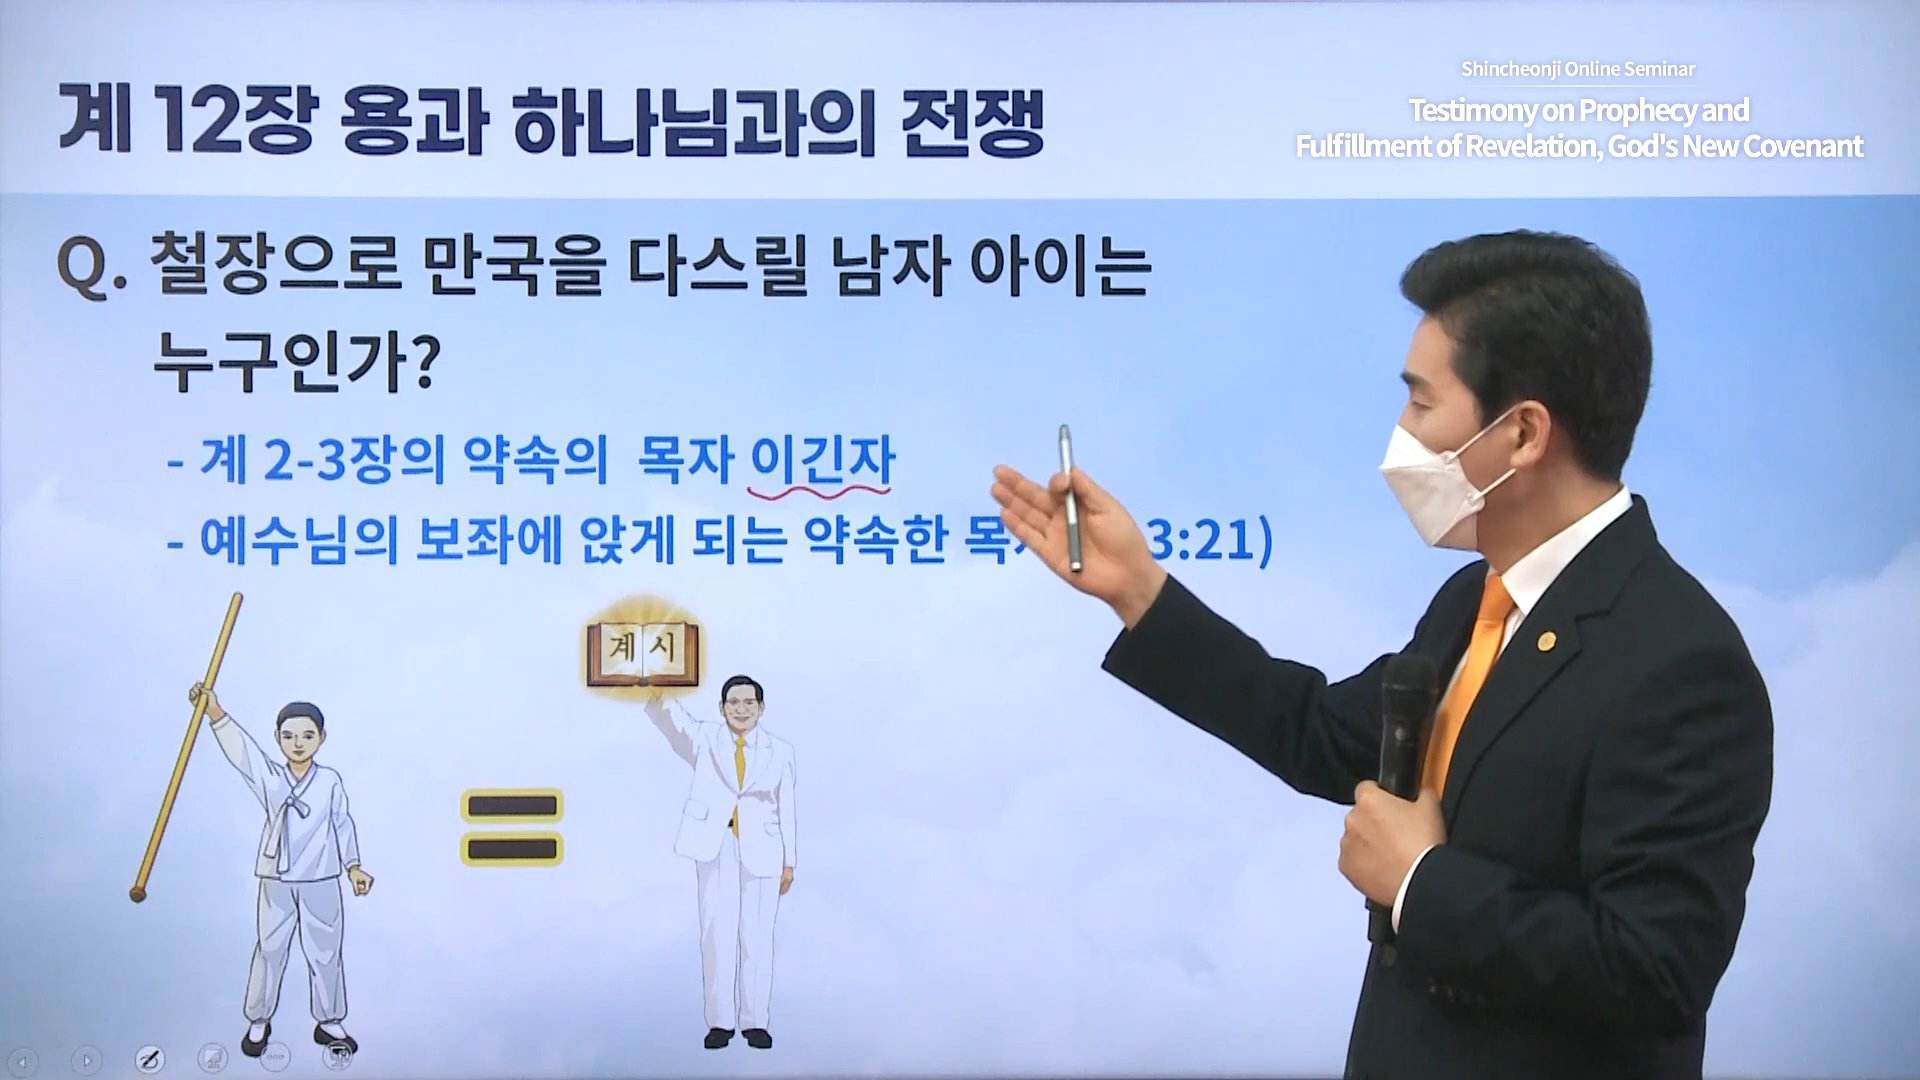 계 12장 용과 하나님과의 전쟁
Shincheonji Online Seminar
Testimony on Prophecy and
Fulfillment of Revelation, God's New Covenant
Q. 철장으로 만국을 다스릴 남자 아이는
누구인가?
- 계 2-3장의 약속의 목자 이긴자
- 예수님의 보좌에 앉게 되는 약속한 3:21)
계 시